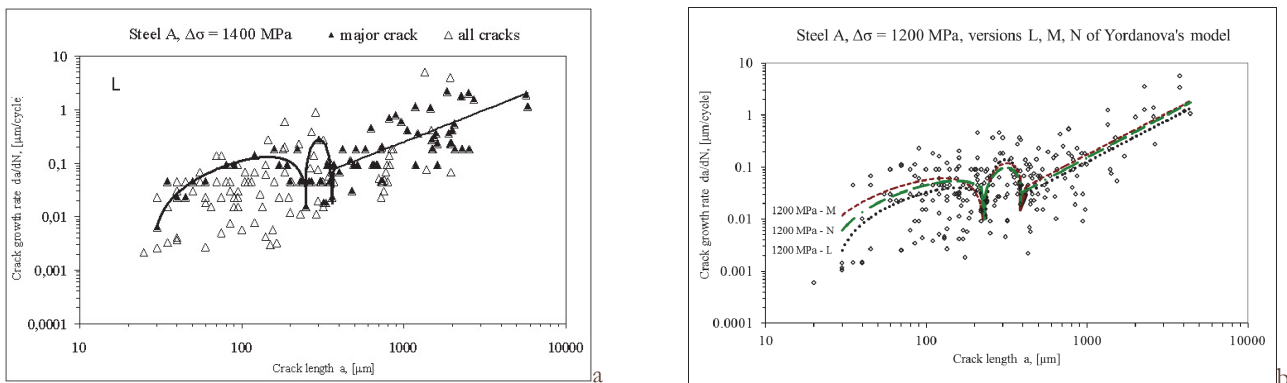 Steel A, Δσ = 1400 MPa ▲ major crack △ all cracks
L
Crack growth rate da/dN, [μm/cycle]
10
1
0,1
0,01
0,001
0,0001
10 100 1000 10000
Crack length a, [μm]
a
Steel A, Δσ = 1200 MPa, versions L, M, N of Yordanova's model
Crack growth rate da/dN, [μm/cycle]
10
1
0.1
0.01
0.001
0.0001
1200 MPa - M
1200 MPa - N
1200 MPa - L
10 100 1000 10000
Crack length a, [μm]
b